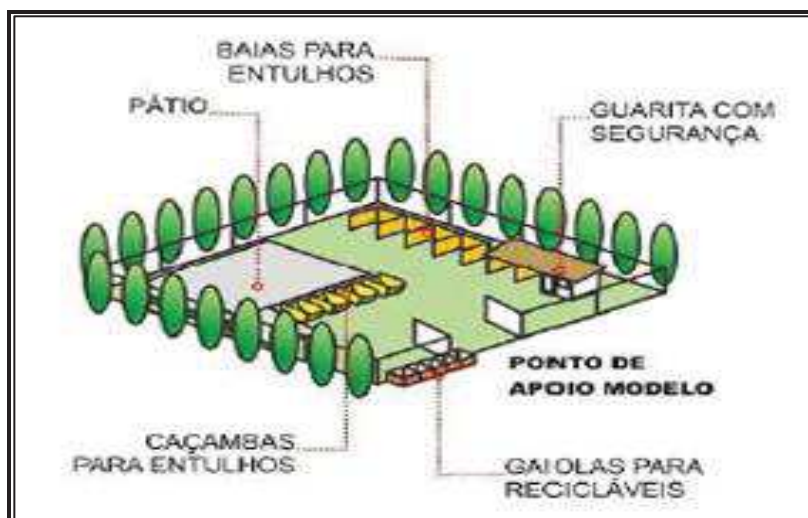 BAIAS PARA
ENTULHOS
PÁTIO
GUARITA COM
SEGURANÇA
PONTO DE
APOIO MODELO
CAÇAMBAS
PARA ENTULHOS
GAIOLAS PARA
RECICLÁVEIS